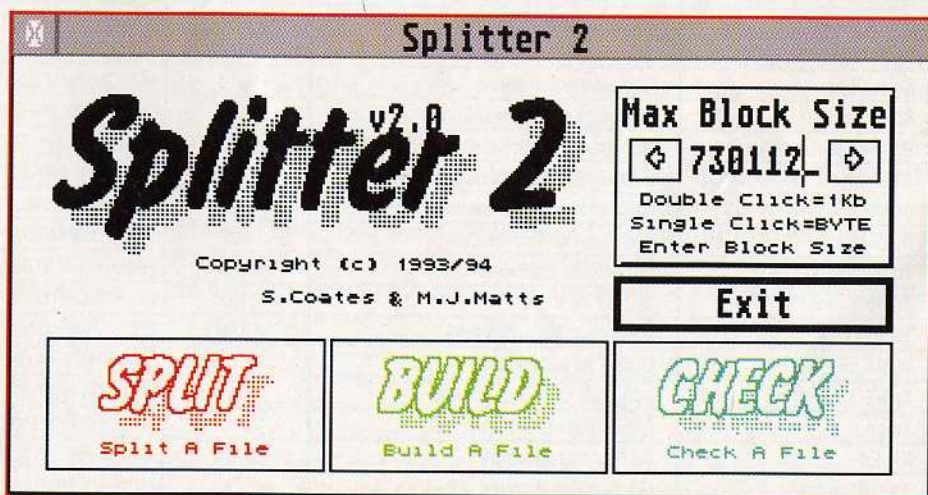 Splitter 2
Splitter 2
v2.0
Copyright (c) 1993/94
S.Coates & M.J.Matts
Max Block Size
730112_
Double Click=1Kb
Single Click=BYTE
Enter Block Size
Exit
SPLIT
Split A File
BUILD
Build A File
CHECK
Check A File